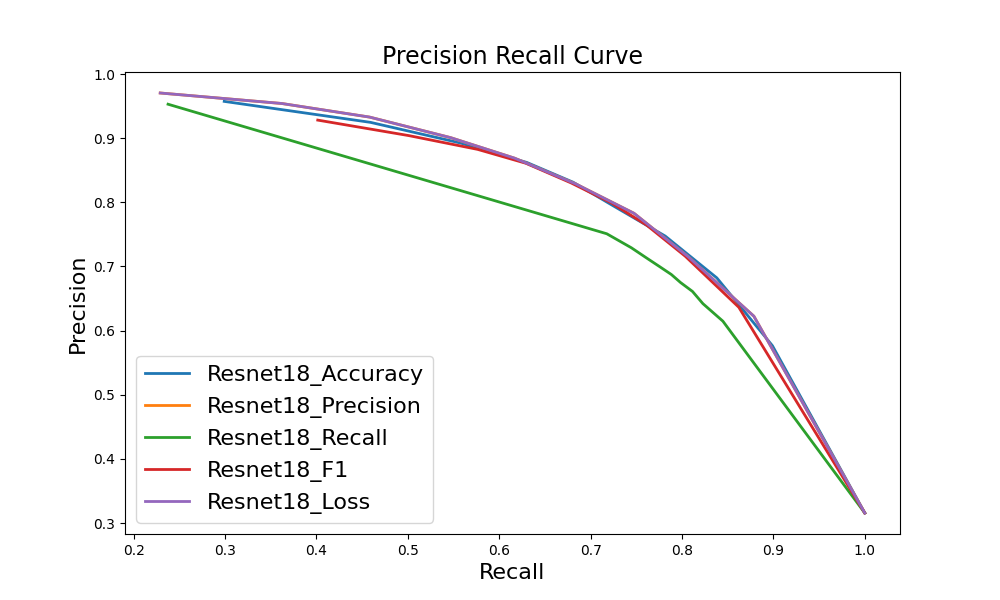 Precision Recall Curve
1.0
0.9
0.8
0.7
0.6
0.5
0.4
0.3
Precision
Resnet18_Accuracy
Resnet18_Precision
Resnet18_Recall
Resnet18_F1
Resnet18_Loss
0.2 0.3 0.4 0.5 0.6 0.7 0.8 0.9 1.0
Recall